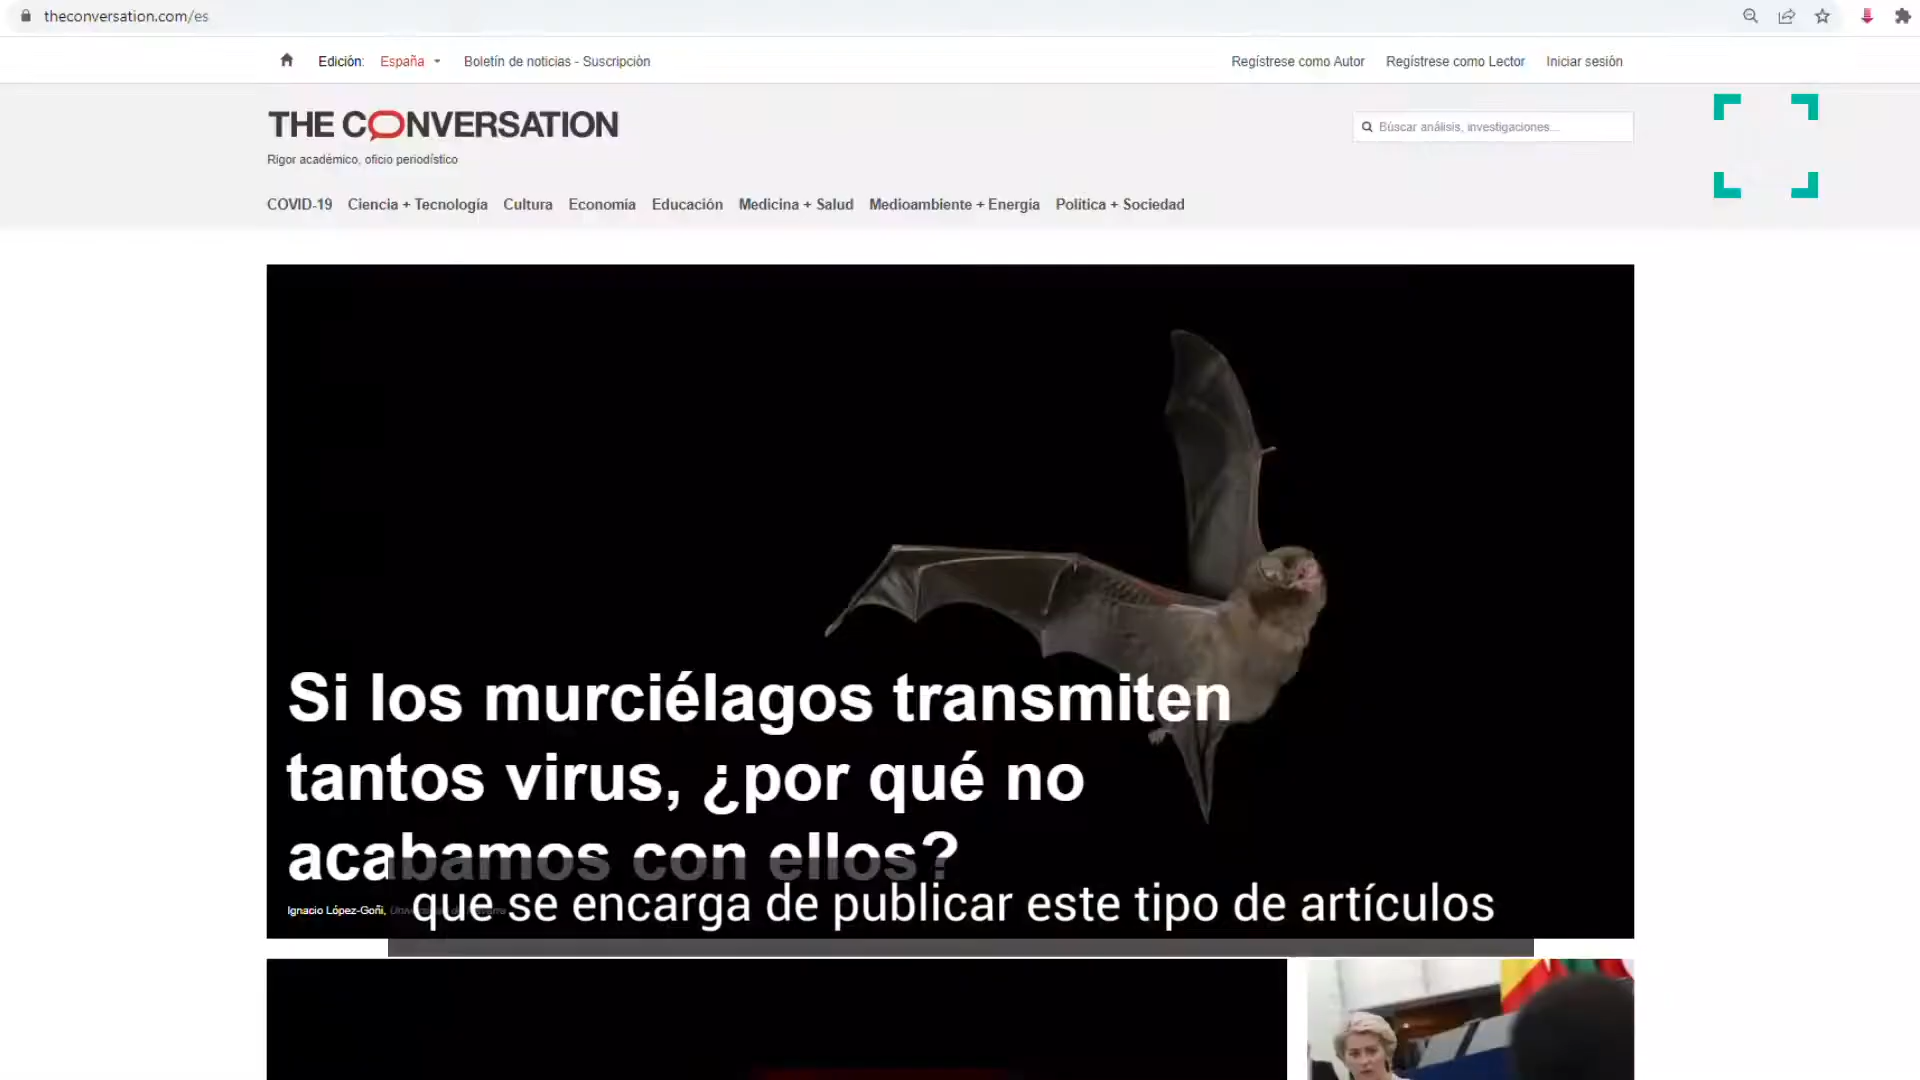 theconversation.com/es
Edición: España Boletín de noticias - Suscripción
Regístrese como Autor Regístrese como Lector Iniciar sesión
THE CONVERSATION
Búscar análisis, investigaciones...
Rigor académico, oficio periodístico
COVID-19 Ciencia + Tecnología Cultura Economía Educación Medicina + Salud Medioambiente + Energía Política + Sociedad
Si los murciélagos transmiten
tantos virus, ¿por qué no
acabamos con ellos?
Ignacio López-Goñi,
que se encarga de publicar este tipo de artículos